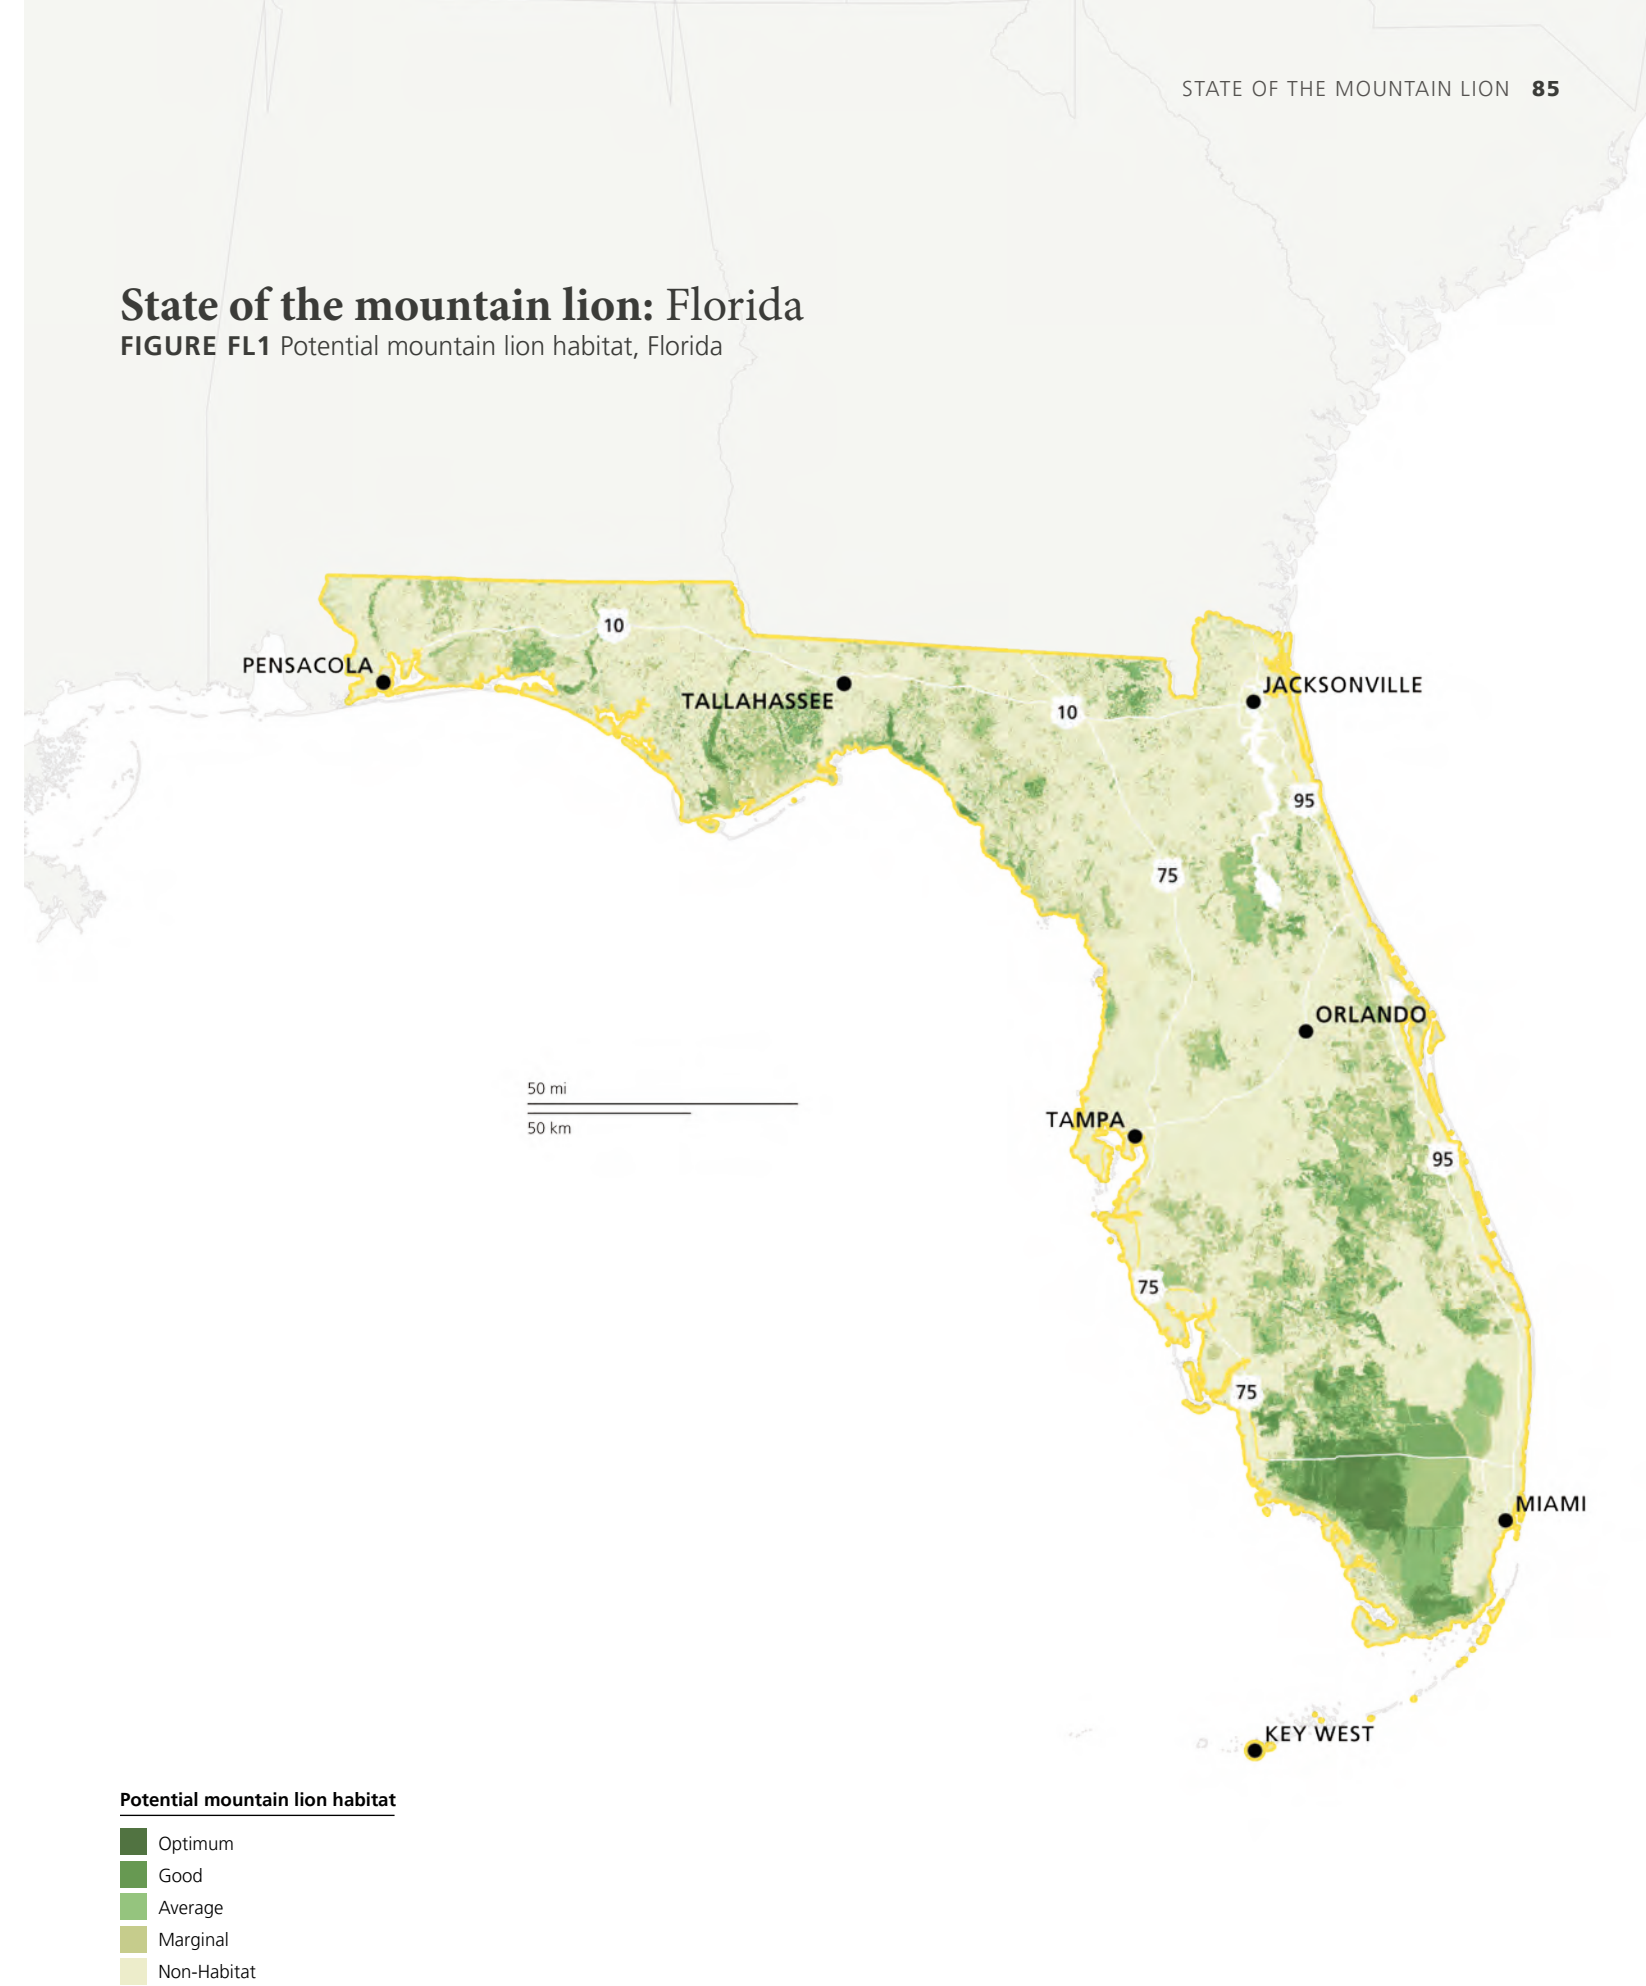 STATE OF THE MOUNTAIN LION 85
State of the mountain lion: Florida
FIGURE FL1 Potential mountain lion habitat, Florida
10
PENSACOLA
TALLAHASSEE
JACKSONVILLE
10
95
75
ORLANDO
50 mi
50 km
TAMPA
95
75
75
MIAMI
KEY WEST
Potential mountain lion habitat
Optimum
Good
Average
Marginal
Non-Habitat